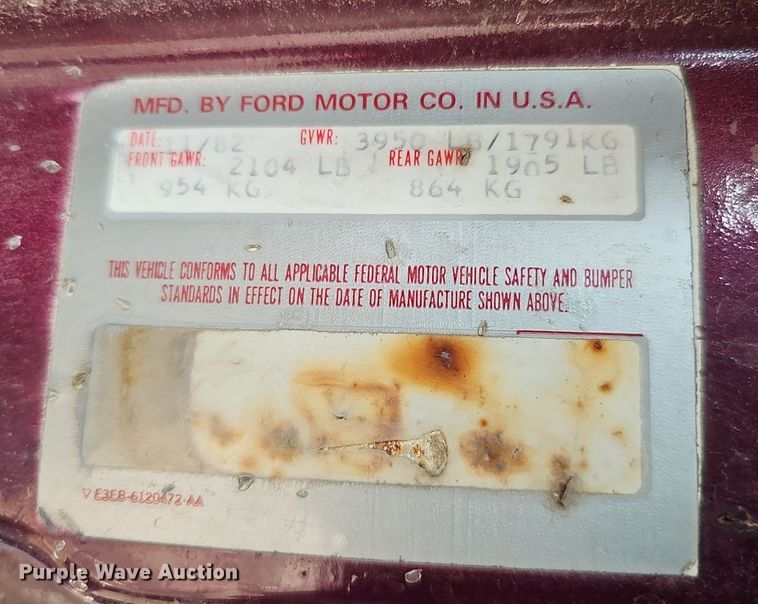 MFD. BY FORD MOTOR CO. IN U.S.A.
DATE: 11/82 GVWR: 3950 LB/1791KG
FRONT GAWR: 2104 LB REAR GAWR: 1905 LB
954 KG 864 KG
THIS VEHICLE CONFORMS TO ALL APPLICABLE FEDERAL MOTOR VEHICLE SAFETY AND BUMPER
STANDARDS IN EFFECT ON THE DATE OF MANUFACTURE SHOWN ABOVE.
▽ E3EB-6120472-AA
Purple Wave Auction